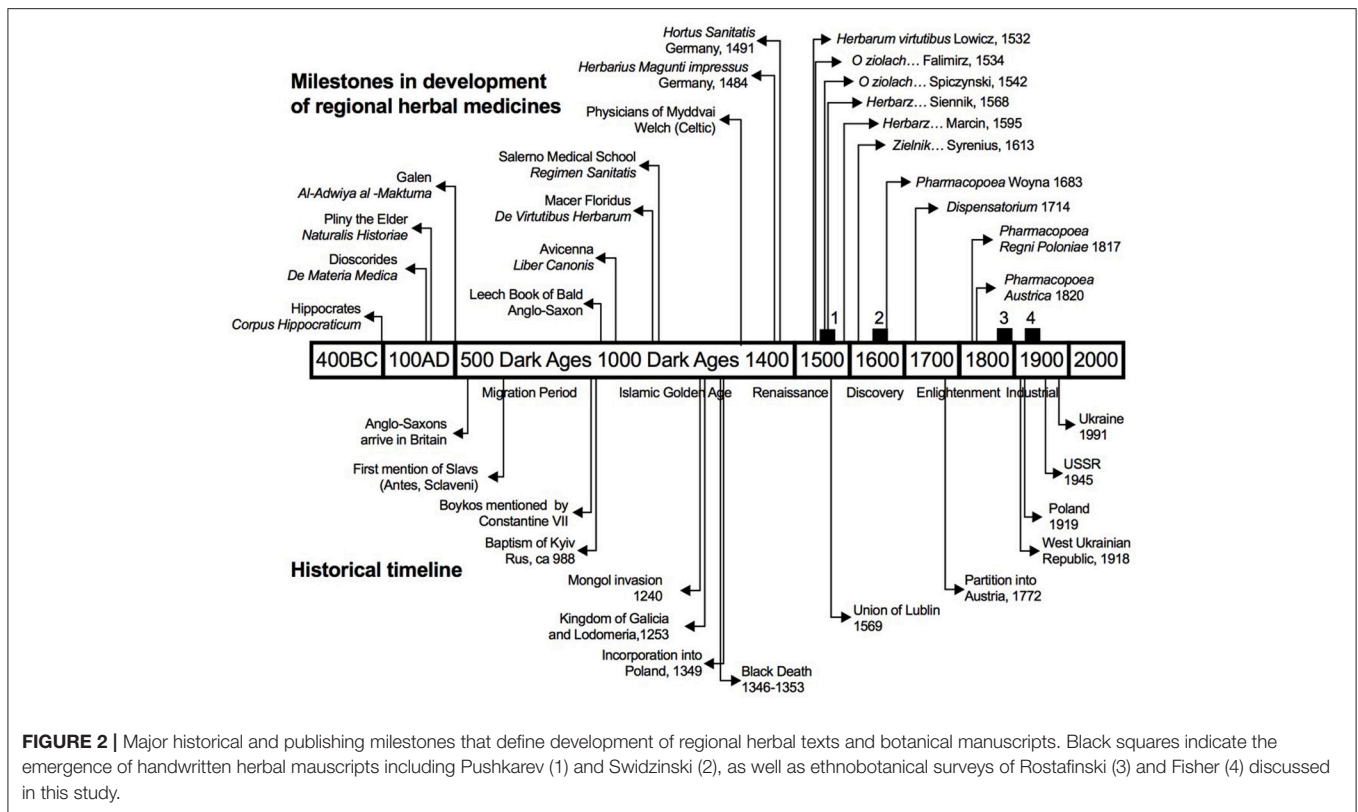 Milestones in development
of regional herbal medicines
Hortus Sanitatis
Germany, 1491
Herbarius Magunti impressus
Germany, 1484
Physicians of Myddvai
Welch (Celtic)
Salerno Medical School
Regimen Sanitatis
Macer Floridus
De Virtutibus Herbarum
Avicenna
Liber Canonis
Leech Book of Bald
Anglo-Saxon
Galen
Al-Adwiya al -Maktuma
Pliny the Elder
Naturalis Historiae
Dioscorides
De Materia Medica
Hippocrates
Corpus Hippocraticum
Herbarum virtutibus Lowicz, 1532
O ziolach... Falimirz, 1534
O ziolach... Spiczynski, 1542
Herbarz... Siennik, 1568
Herbarz... Marcin, 1595
Zielnik... Syrenius, 1613
Pharmacopoea Woyna 1683
Dispensatorium 1714
Pharmacopoea
Regni Poloniae 1817
Pharmacopoea
Austrica 1820
1 2 3 4
400BC 100AD 500 Dark Ages 1000 Dark Ages 1400 1500 1600 1700 1800 1900 2000
Migration Period Islamic Golden Age Renaissance Discovery Enlightenment Industrial
Anglo-Saxons
arrive in Britain
First mention of Slavs
(Antes, Sclaveni)
Boykos mentioned by
Constantine VII
Baptism of Kyiv
Rus, ca 988
Historical timeline
Mongol invasion
1240
Kingdom of Galicia
and Lodomeria,1253
Incorporation into
Poland, 1349
Black Death
1346-1353
Union of Lublin
1569
Partition into
Austria, 1772
West Ukrainian
Republic, 1918
Poland
1919
USSR
1945
Ukraine
1991
FIGURE 2 | Major historical and publishing milestones that define development of regional herbal texts and botanical manuscripts. Black squares indicate the
emergence of handwritten herbal mauscripts including Pushkarev (1) and Swidzinski (2), as well as ethnobotanical surveys of Rostafinski (3) and Fisher (4) discussed
in this study.